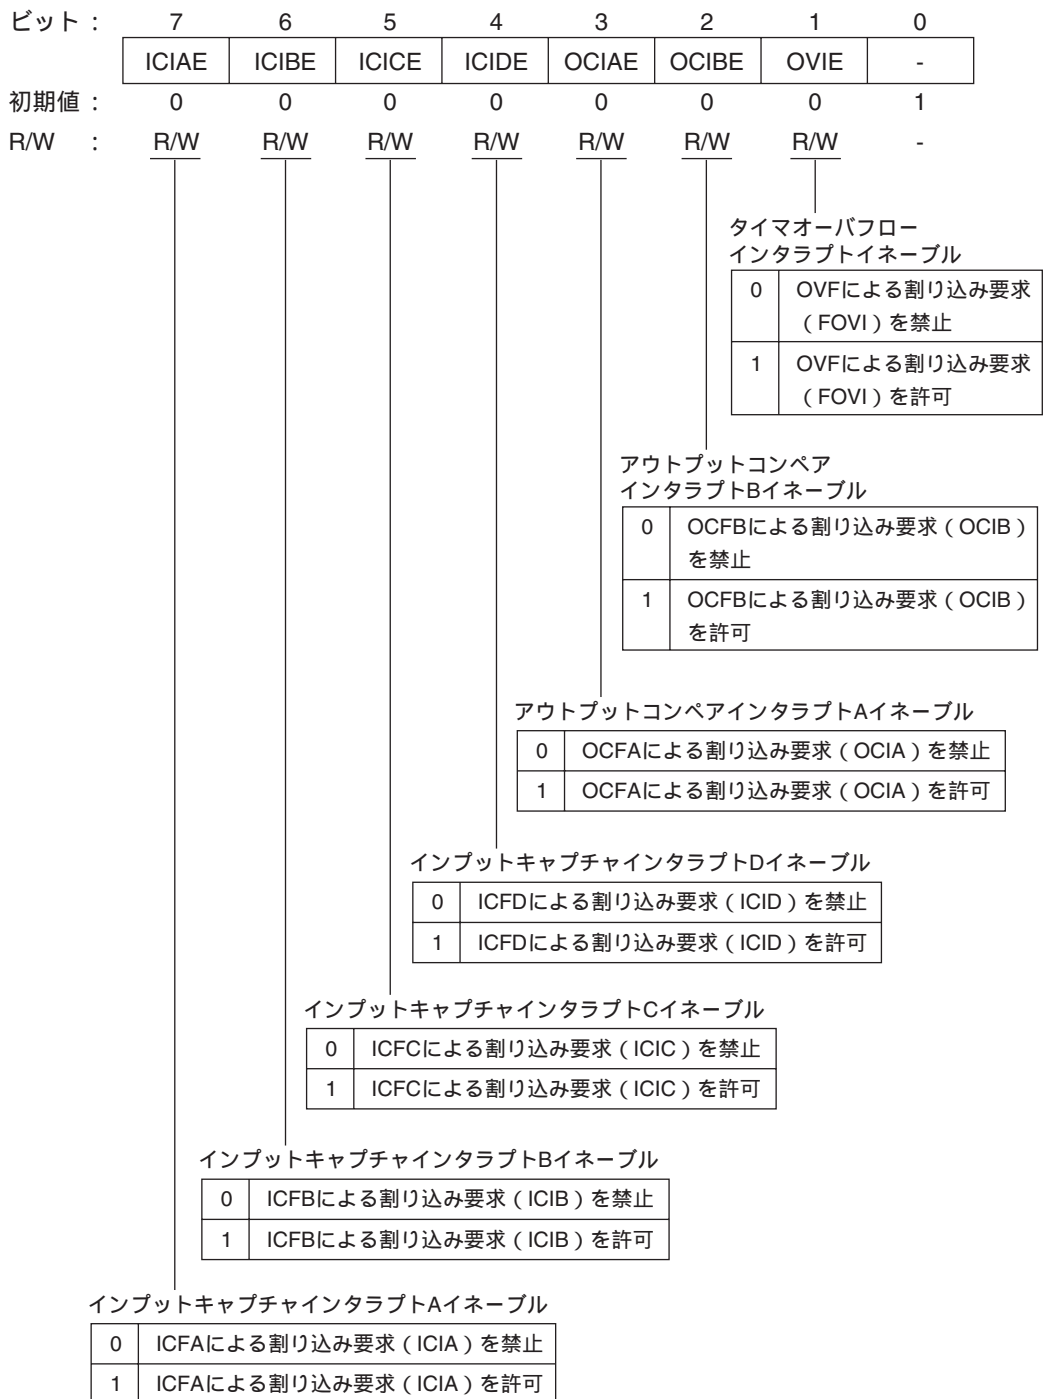 ビット： 7 6 5 4 3 2 1 0
ICIAE ICIBE ICICE ICIDE OCIAE OCIBE OVIE -
初期値： 0 0 0 0 0 0 0 1
R/W ： R/W R/W R/W R/W R/W R/W R/W -
タイマオーバフロー
インタラプトイネーブル
0 OVFによる割り込み要求
（FOVI）を禁止
1 OVFによる割り込み要求
（FOVI）を許可
アウトプットコンペア
インタラプトBイネーブル
0 OCFBによる割り込み要求（OCIB）
を禁止
1 OCFBによる割り込み要求（OCIB）
を許可
アウトプットコンペアインタラプトAイネーブル
0 OCFAによる割り込み要求（OCIA）を禁止
1 OCFAによる割り込み要求（OCIA）を許可
インプットキャプチャインタラプトDイネーブル
0 ICFDによる割り込み要求（ICID）を禁止
1 ICFDによる割り込み要求（ICID）を許可
インプットキャプチャインタラプトCイネーブル
0 ICFCによる割り込み要求（ICIC）を禁止
1 ICFCによる割り込み要求（ICIC）を許可
インプットキャプチャインタラプトBイネーブル
0 ICFBによる割り込み要求（ICIB）を禁止
1 ICFBによる割り込み要求（ICIB）を許可
インプットキャプチャインタラプトAイネーブル
0 ICFAによる割り込み要求（ICIA）を禁止
1 ICFAによる割り込み要求（ICIA）を許可